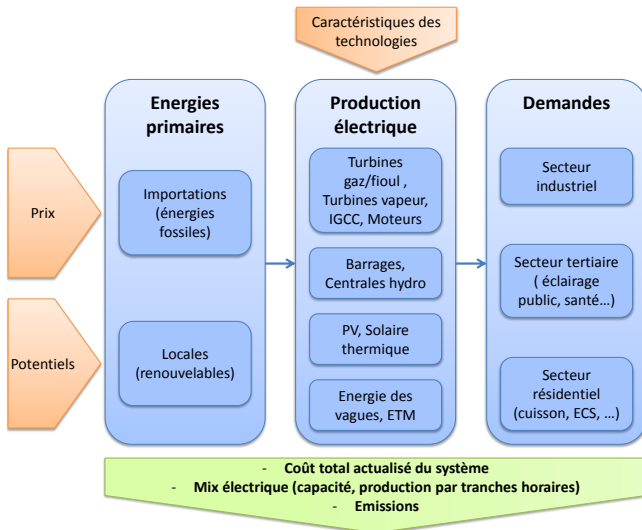 Caractéristiques des
technologies
Energies
primaires
Production
électrique
Demandes
Prix
Potentiels
Importations
(énergies
fossiles)
Locales
(renouvelables)
Turbines
gaz/fioul ,
Turbines vapeur,
IGCC, Moteurs
Barrages,
Centrales hydro
PV, Solaire
thermique
Energie des
vagues, ETM
Secteur
industriel
Secteur tertiaire
( éclairage
public, santé…)
Secteur
résidentiel
(cuisson, ECS, …)
- Coût total actualisé du système
- Mix électrique (capacité, production par tranches horaires)
- Emissions